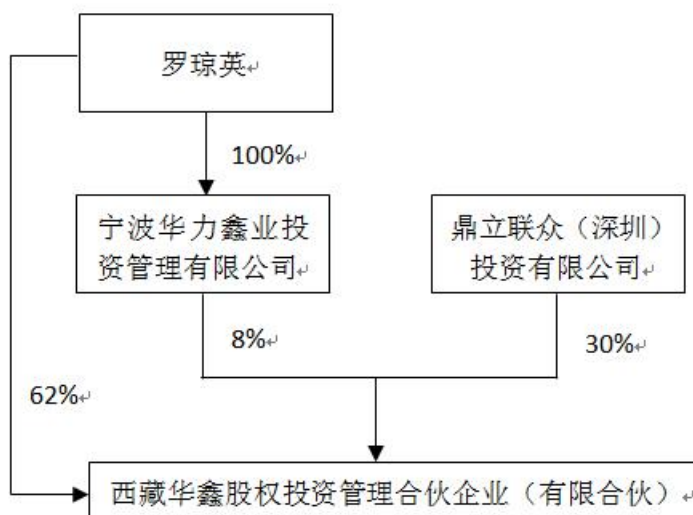 罗琼英
100%
宁波华力鑫业投
资管理有限公司
鼎立联众（深圳）
投资有限公司
8%
30%
62%
西藏华鑫股权投资管理合伙企业（有限合伙）